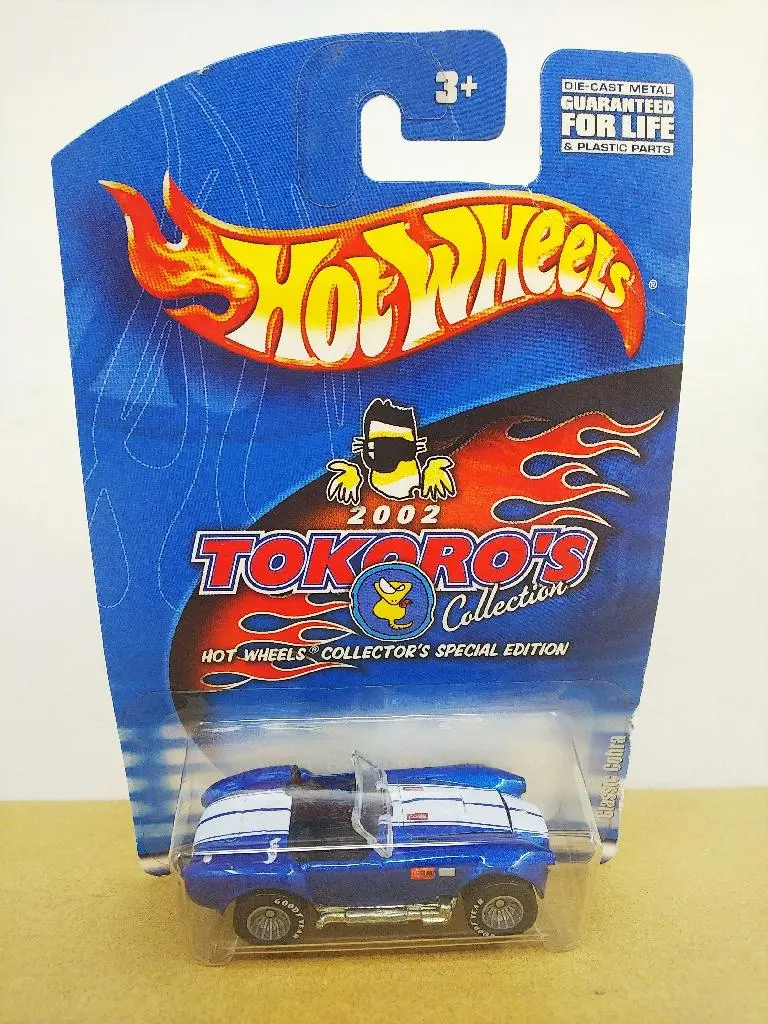 3+
DIE-CAST METAL
GUARANTEED
FOR LIFE
& PLASTIC PARTS
HOT WHEELS®
2002
TOKORO'S
Collection
HOT WHEELS® COLLECTOR'S SPECIAL EDITION
Classic Cobra
GOODYEAR
GOODYEAR